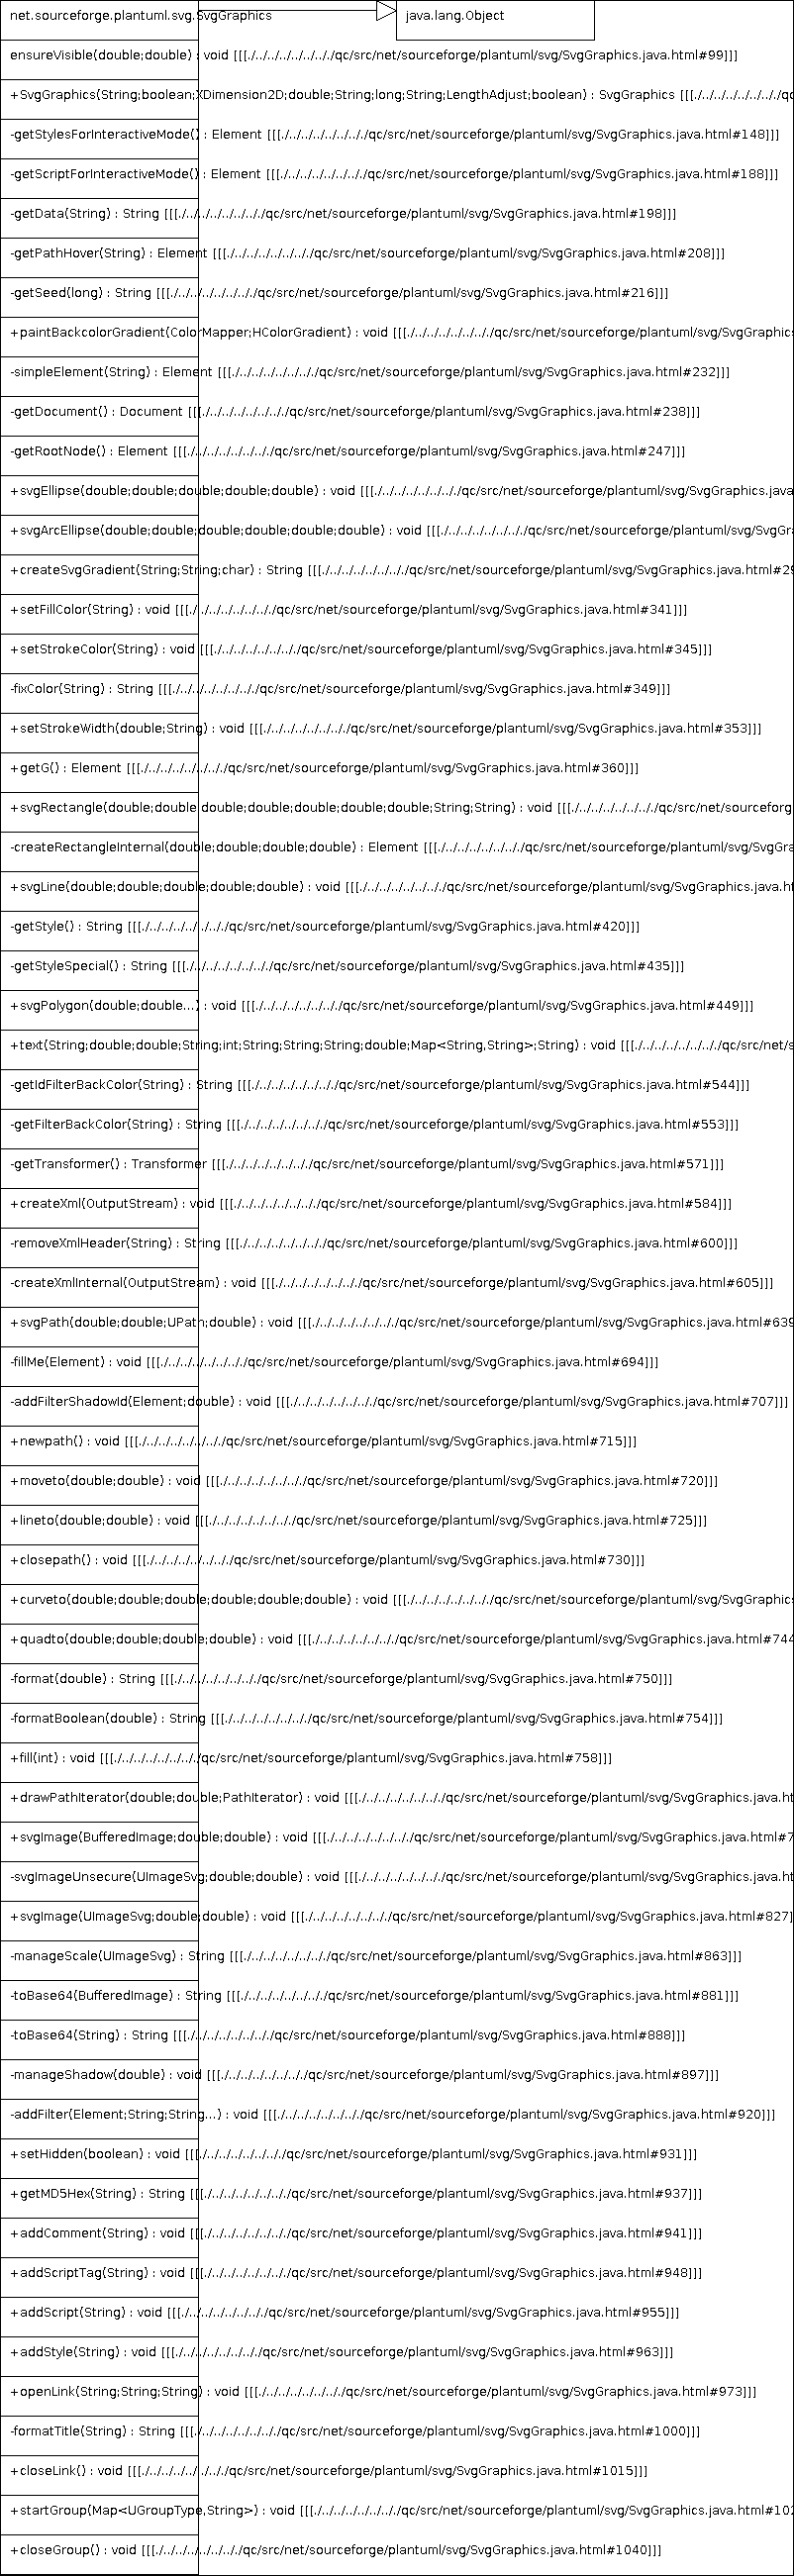 net.sourceforge.plantuml.svg.SvgGraphics
java.lang.Object
ensureVisible(double;double) : void [[[./../../../../../../../qc/src/net/sourceforge/plantuml/svg/SvgGraphics.java.html#99]]]
+SvgGraphics(String;boolean;XDimension2D;double;String;long;String;LengthAdjust;boolean) : SvgGraphics [[[./../../../../../../../qc
-getStylesForInteractiveMode() : Element [[[./../../../../../../../qc/src/net/sourceforge/plantuml/svg/SvgGraphics.java.html#148]]]
-getScriptForInteractiveMode() : Element [[[./../../../../../../../qc/src/net/sourceforge/plantuml/svg/SvgGraphics.java.html#188]]]
-getData(String) : String [[[./../../../../../../../qc/src/net/sourceforge/plantuml/svg/SvgGraphics.java.html#198]]]
-getPathHover(String) : Element [[[./../../../../../../../qc/src/net/sourceforge/plantuml/svg/SvgGraphics.java.html#208]]]
-getSeed(long) : String [[[./../../../../../../../qc/src/net/sourceforge/plantuml/svg/SvgGraphics.java.html#216]]]
+paintBackcolorGradient(ColorMapper;HColorGradient) : void [[[./../../../../../../../qc/src/net/sourceforge/plantuml/svg/SvgGraphics
-simpleElement(String) : Element [[[./../../../../../../../qc/src/net/sourceforge/plantuml/svg/SvgGraphics.java.html#232]]]
-getDocument() : Document [[[./../../../../../../../qc/src/net/sourceforge/plantuml/svg/SvgGraphics.java.html#238]]]
-getRootNode() : Element [[[./../../../../../../../qc/src/net/sourceforge/plantuml/svg/SvgGraphics.java.html#247]]]
+svgEllipse(double;double;double;double;double) : void [[[./../../../../../../../qc/src/net/sourceforge/plantuml/svg/SvgGraphics.java
+svgArcEllipse(double;double;double;double;double;double) : void [[[./../../../../../../../qc/src/net/sourceforge/plantuml/svg/SvgGra
+createSvgGradient(String;String;char) : String [[[./../../../../../../../qc/src/net/sourceforge/plantuml/svg/SvgGraphics.java.html#29
+setFillColor(String) : void [[[./../../../../../../../qc/src/net/sourceforge/plantuml/svg/SvgGraphics.java.html#341]]]
+setStrokeColor(String) : void [[[./../../../../../../../qc/src/net/sourceforge/plantuml/svg/SvgGraphics.java.html#345]]]
-fixColor(String) : String [[[./../../../../../../../qc/src/net/sourceforge/plantuml/svg/SvgGraphics.java.html#349]]]
+setStrokeWidth(double;String) : void [[[./../../../../../../../qc/src/net/sourceforge/plantuml/svg/SvgGraphics.java.html#353]]]
+getG() : Element [[[./../../../../../../../qc/src/net/sourceforge/plantuml/svg/SvgGraphics.java.html#360]]]
+svgRectangle(double;double;double;double;double;double;double;String;String) : void [[[./../../../../../../../qc/src/net/sourceforg
-createRectangleInternal(double;double;double;double) : Element [[[./../../../../../../../qc/src/net/sourceforge/plantuml/svg/SvgGra
+svgLine(double;double;double;double;double) : void [[[./../../../../../../../qc/src/net/sourceforge/plantuml/svg/SvgGraphics.java.ht
-getStyle() : String [[[./../../../../../../../qc/src/net/sourceforge/plantuml/svg/SvgGraphics.java.html#420]]]
-getStyleSpecial() : String [[[./../../../../../../../qc/src/net/sourceforge/plantuml/svg/SvgGraphics.java.html#435]]]
+svgPolygon(double;double...) : void [[[./../../../../../../../qc/src/net/sourceforge/plantuml/svg/SvgGraphics.java.html#449]]]
+text(String;double;double;String;int;String;String;String;double;Map<String,String>;String) : void [[[./../../../../../../../qc/src/net/s
-getIdFilterBackColor(String) : String [[[./../../../../../../../qc/src/net/sourceforge/plantuml/svg/SvgGraphics.java.html#544]]]
-getFilterBackColor(String) : String [[[./../../../../../../../qc/src/net/sourceforge/plantuml/svg/SvgGraphics.java.html#553]]]
-getTransformer() : Transformer [[[./../../../../../../../qc/src/net/sourceforge/plantuml/svg/SvgGraphics.java.html#571]]]
+createXml(OutputStream) : void [[[./../../../../../../../qc/src/net/sourceforge/plantuml/svg/SvgGraphics.java.html#584]]]
-removeXmlHeader(String) : String [[[./../../../../../../../qc/src/net/sourceforge/plantuml/svg/SvgGraphics.java.html#600]]]
-createXmlInternal(OutputStream) : void [[[./../../../../../../../qc/src/net/sourceforge/plantuml/svg/SvgGraphics.java.html#605]]]
+svgPath(double;double;UPath;double) : void [[[./../../../../../../../qc/src/net/sourceforge/plantuml/svg/SvgGraphics.java.html#639
-fillMe(Element) : void [[[./../../../../../../../qc/src/net/sourceforge/plantuml/svg/SvgGraphics.java.html#694]]]
-addFilterShadowId(Element;double) : void [[[./../../../../../../../qc/src/net/sourceforge/plantuml/svg/SvgGraphics.java.html#707]]]
+newpath() : void [[[./../../../../../../../qc/src/net/sourceforge/plantuml/svg/SvgGraphics.java.html#715]]]
+moveto(double;double) : void [[[./../../../../../../../qc/src/net/sourceforge/plantuml/svg/SvgGraphics.java.html#720]]]
+lineto(double;double) : void [[[./../../../../../../../qc/src/net/sourceforge/plantuml/svg/SvgGraphics.java.html#725]]]
+closepath() : void [[[./../../../../../../../qc/src/net/sourceforge/plantuml/svg/SvgGraphics.java.html#730]]]
+curveto(double;double;double;double;double;double) : void [[[./../../../../../../../qc/src/net/sourceforge/plantuml/svg/SvgGraphics
+quadto(double;double;double;double) : void [[[./../../../../../../../qc/src/net/sourceforge/plantuml/svg/SvgGraphics.java.html#744
-format(double) : String [[[./../../../../../../../qc/src/net/sourceforge/plantuml/svg/SvgGraphics.java.html#750]]]
-formatBoolean(double) : String [[[./../../../../../../../qc/src/net/sourceforge/plantuml/svg/SvgGraphics.java.html#754]]]
+fill(int) : void [[[./../../../../../../../qc/src/net/sourceforge/plantuml/svg/SvgGraphics.java.html#758]]]
+drawPathIterator(double;double;PathIterator) : void [[[./../../../../../../../qc/src/net/sourceforge/plantuml/svg/SvgGraphics.java.ht
+svgImage(BufferedImage;double;double) : void [[[./../../../../../../../qc/src/net/sourceforge/plantuml/svg/SvgGraphics.java.html#7
-svgImageUnsecure(UImageSvg;double;double) : void [[[./../../../../../../../qc/src/net/sourceforge/plantuml/svg/SvgGraphics.java.ht
+svgImage(UImageSvg;double;double) : void [[[./../../../../../../../qc/src/net/sourceforge/plantuml/svg/SvgGraphics.java.html#827]
-manageScale(UImageSvg) : String [[[./../../../../../../../qc/src/net/sourceforge/plantuml/svg/SvgGraphics.java.html#863]]]
-toBase64(BufferedImage) : String [[[./../../../../../../../qc/src/net/sourceforge/plantuml/svg/SvgGraphics.java.html#881]]]
-toBase64(String) : String [[[./../../../../../../../qc/src/net/sourceforge/plantuml/svg/SvgGraphics.java.html#888]]]
-manageShadow(double) : void [[[./../../../../../../../qc/src/net/sourceforge/plantuml/svg/SvgGraphics.java.html#897]]]
-addFilter(Element;String;String...) : void [[[./../../../../../../../qc/src/net/sourceforge/plantuml/svg/SvgGraphics.java.html#920]]]
+setHidden(boolean) : void [[[./../../../../../../../qc/src/net/sourceforge/plantuml/svg/SvgGraphics.java.html#931]]]
+getMD5Hex(String) : String [[[./../../../../../../../qc/src/net/sourceforge/plantuml/svg/SvgGraphics.java.html#937]]]
+addComment(String) : void [[[./../../../../../../../qc/src/net/sourceforge/plantuml/svg/SvgGraphics.java.html#941]]]
+addScriptTag(String) : void [[[./../../../../../../../qc/src/net/sourceforge/plantuml/svg/SvgGraphics.java.html#948]]]
+addScript(String) : void [[[./../../../../../../../qc/src/net/sourceforge/plantuml/svg/SvgGraphics.java.html#955]]]
+addStyle(String) : void [[[./../../../../../../../qc/src/net/sourceforge/plantuml/svg/SvgGraphics.java.html#963]]]
+openLink(String;String;String) : void [[[./../../../../../../../qc/src/net/sourceforge/plantuml/svg/SvgGraphics.java.html#973]]]
-formatTitle(String) : String [[[./../../../../../../../qc/src/net/sourceforge/plantuml/svg/SvgGraphics.java.html#1000]]]
+closeLink() : void [[[./../../../../../../../qc/src/net/sourceforge/plantuml/svg/SvgGraphics.java.html#1015]]]
+startGroup(Map<UGroupType,String>) : void [[[./../../../../../../../qc/src/net/sourceforge/plantuml/svg/SvgGraphics.java.html#102
+closeGroup() : void [[[./../../../../../../../qc/src/net/sourceforge/plantuml/svg/SvgGraphics.java.html#1040]]]